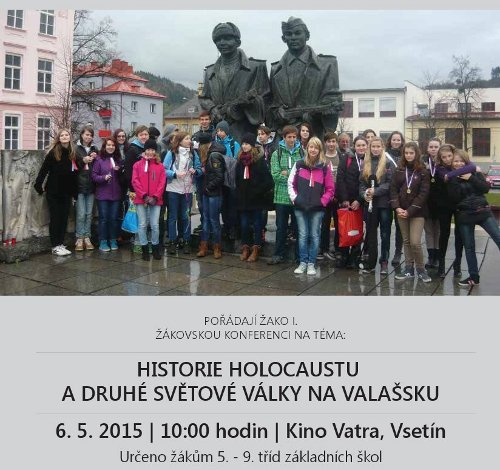 POŘÁDAJÍ ŽAKO I.
ŽÁKOVSKOU KONFERENCI NA TÉMA:
HISTORIE HOLOCAUSTU
A DRUHÉ SVĚTOVÉ VÁLKY NA VALAŠSKU
6. 5. 2015 | 10:00 hodin | Kino Vatra, Vsetín
Určeno žákům 5. - 9. tříd základních škol